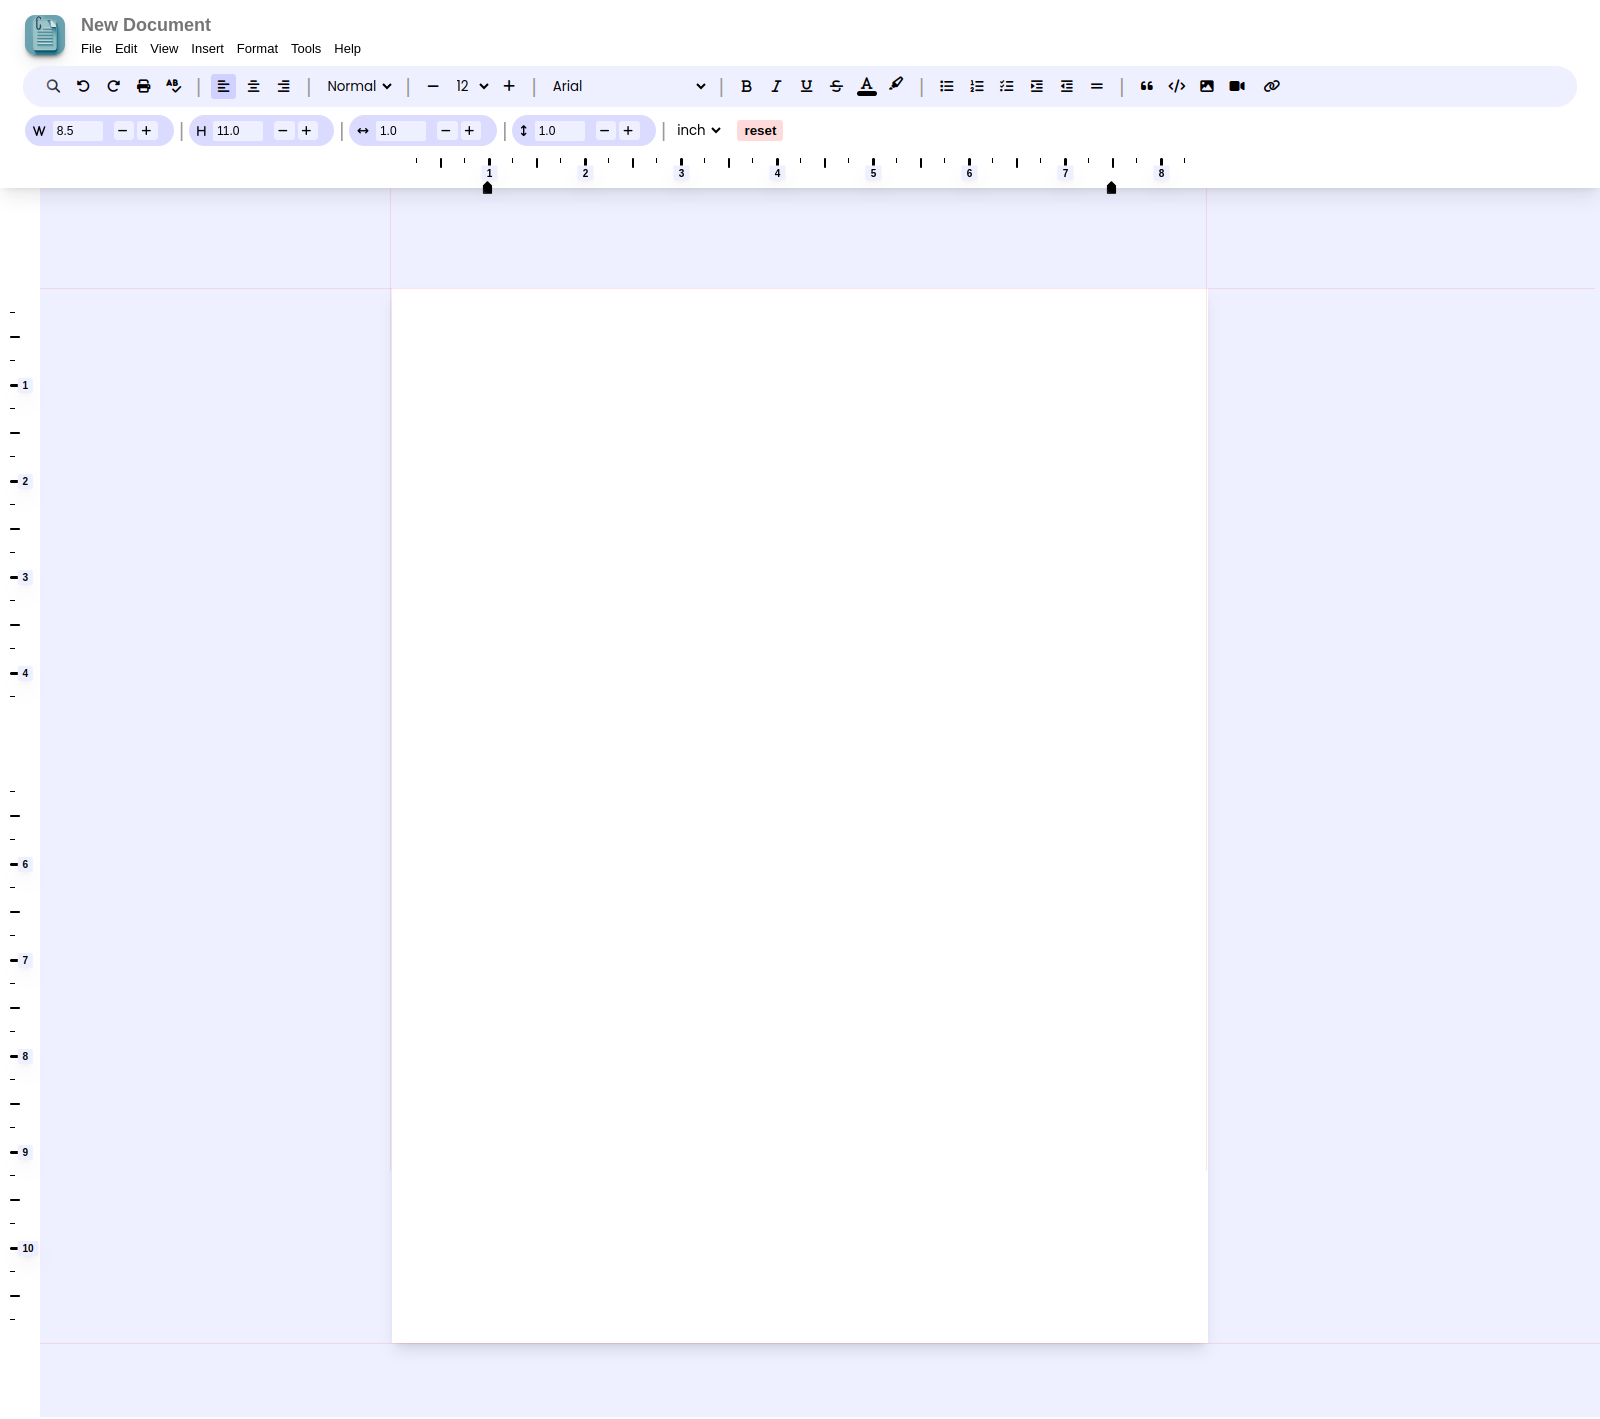 New Document
File Edit View Insert Format Tools Help
AB Normal 12 Arial B I U S A
W 8.5 H 11.0 1.0 1.0 inch reset
1 2 3 4 5 6 7 8
1
2
3
4
6
7
8
9
10